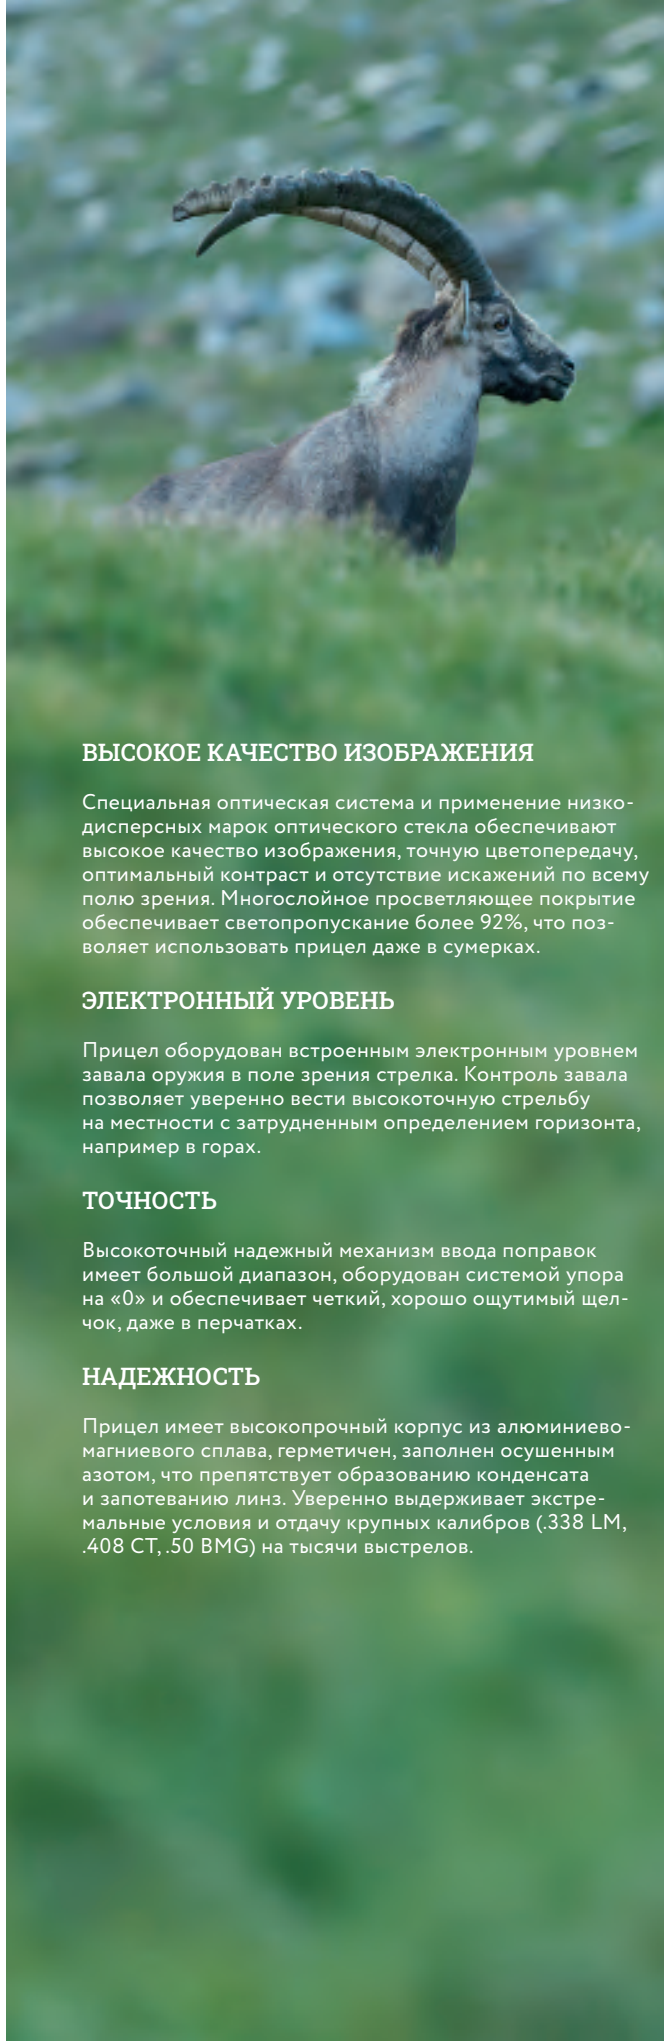 ВЫСОКОЕ КАЧЕСТВО ИЗОБРАЖЕНИЯ
Специальная оптическая система и применение низко-
дисперсных марок оптического стекла обеспечивают
высокое качество изображения, точную цветопередачу,
оптимальный контраст и отсутствие искажений по всему
полю зрения. Многослойное просветляющее покрытие
обеспечивает светопропускание более 92%, что поз-
воляет использовать прицел даже в сумерках.
ЭЛЕКТРОННЫЙ УРОВЕНЬ
Прицел оборудован встроенным электронным уровнем
завала оружия в поле зрения стрелка. Контроль завала
позволяет уверенно вести высокоточную стрельбу
на местности с затрудненным определением горизонта,
например в горах.
ТОЧНОСТЬ
Высокоточный надежный механизм ввода поправок
имеет большой диапазон, оборудован системой упора
на «0» и обеспечивает четкий, хорошо ощутимый щел-
чок, даже в перчатках.
НАДЕЖНОСТЬ
Прицел имеет высокопрочный корпус из алюминиево-
магниевого сплава, герметичен, заполнен осушенным
азотом, что препятствует образованию конденсата
и запотеванию линз. Уверенно выдерживает экстре-
мальные условия и отдачу крупных калибров (.338 LM,
.408 CT, .50 BMG) на тысячи выстрелов.